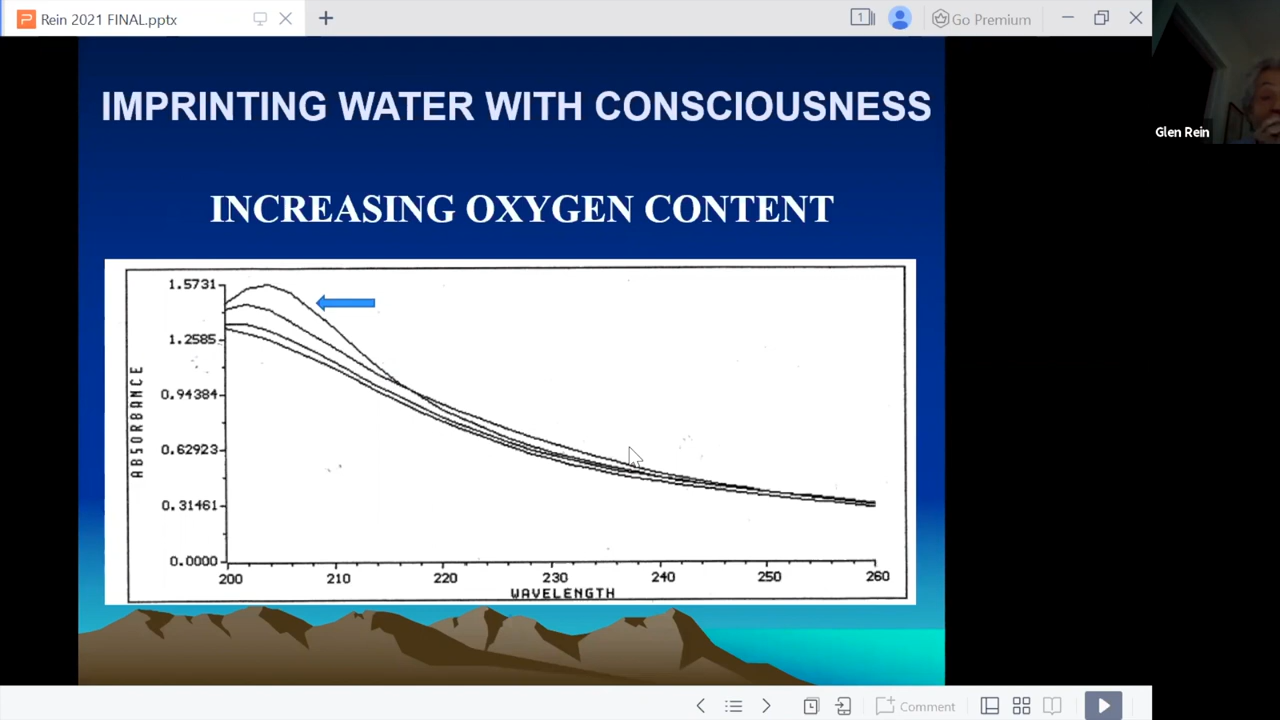 Rein 2021 FINAL.pptx
1
Go Premium
Glen Rein
IMPRINTING WATER WITH CONSCIOUSNESS
INCREASING OXYGEN CONTENT
ABSORBANCE
1.5731
1.2585
0.94384
0.62923
0.31461
0.0000
200 210 220 230 240 250 260
WAVELENGTH
Comment